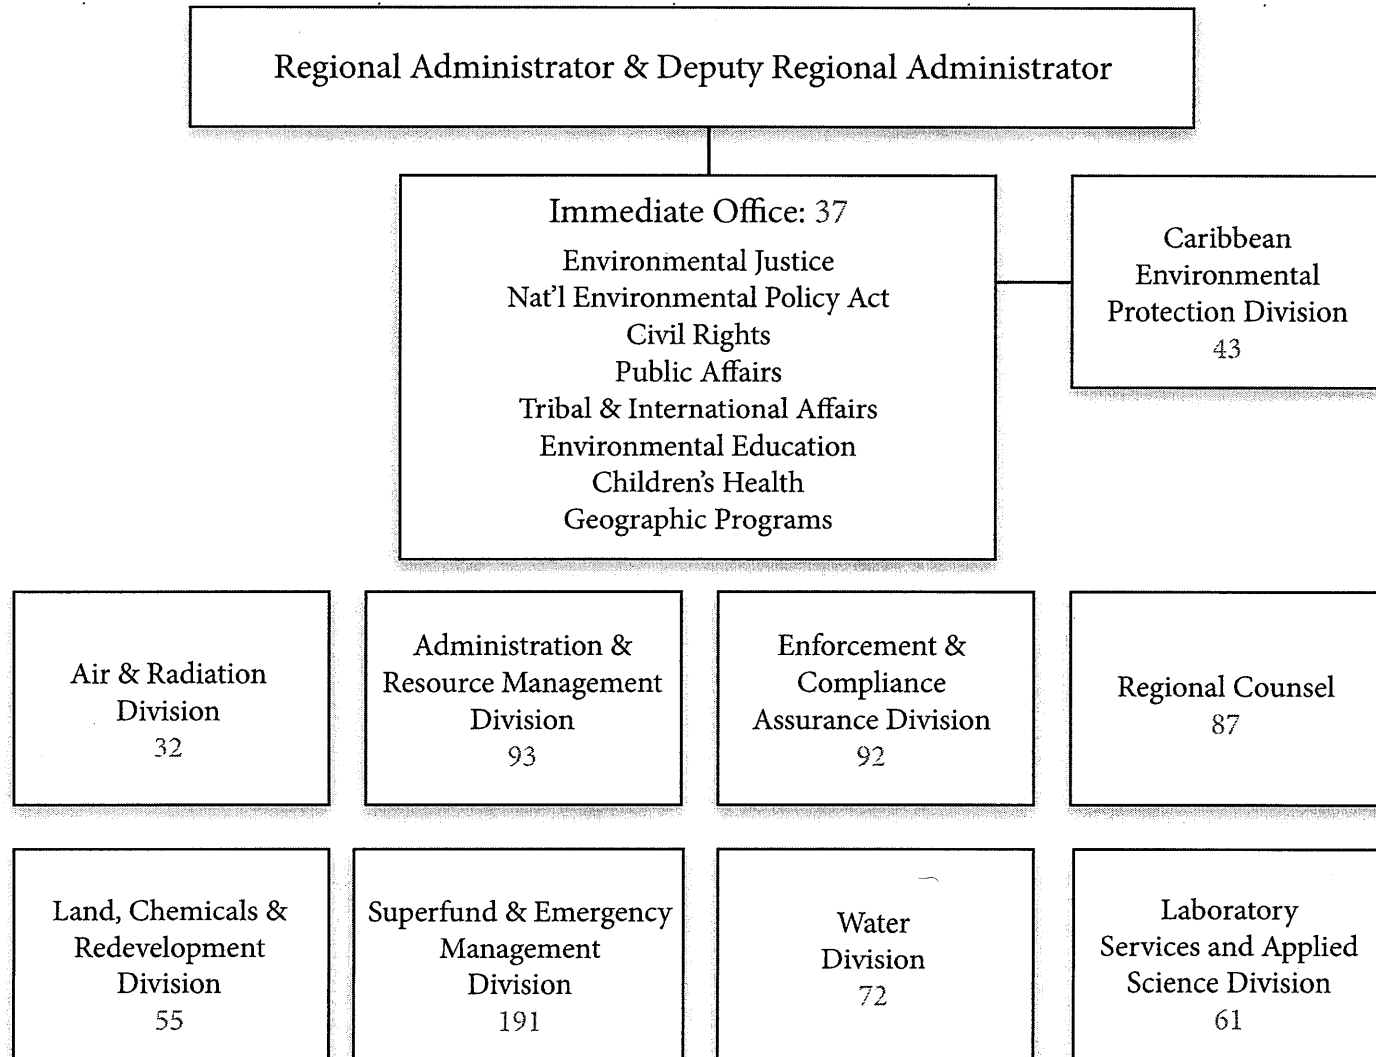 Regional Administrator & Deputy Regional Administrator
Immediate Office: 37
Environmental Justice
Nat'l Environmental Policy Act
Civil Rights
Public Affairs
Tribal & International Affairs
Environmental Education
Children's Health
Geographic Programs
Caribbean
Environmental
Protection Division
43
Air & Radiation
Division
32
Administration &
Resource Management
Division
93
Enforcement &
Compliance
Assurance Division
92
Regional Counsel
87
Land, Chemicals &
Redevelopment
Division
55
Superfund & Emergency
Management
Division
191
Water
Division
72
Laboratory
Services and Applied
Science Division
61